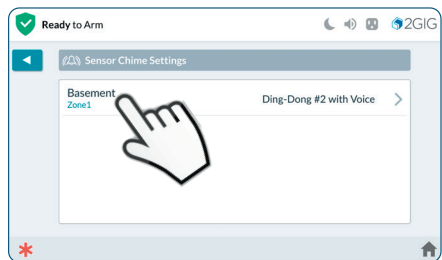 Ready to Arm
2GIG
Sensor Chime Settings
Basement
Zone1
Ding-Dong #2 with Voice